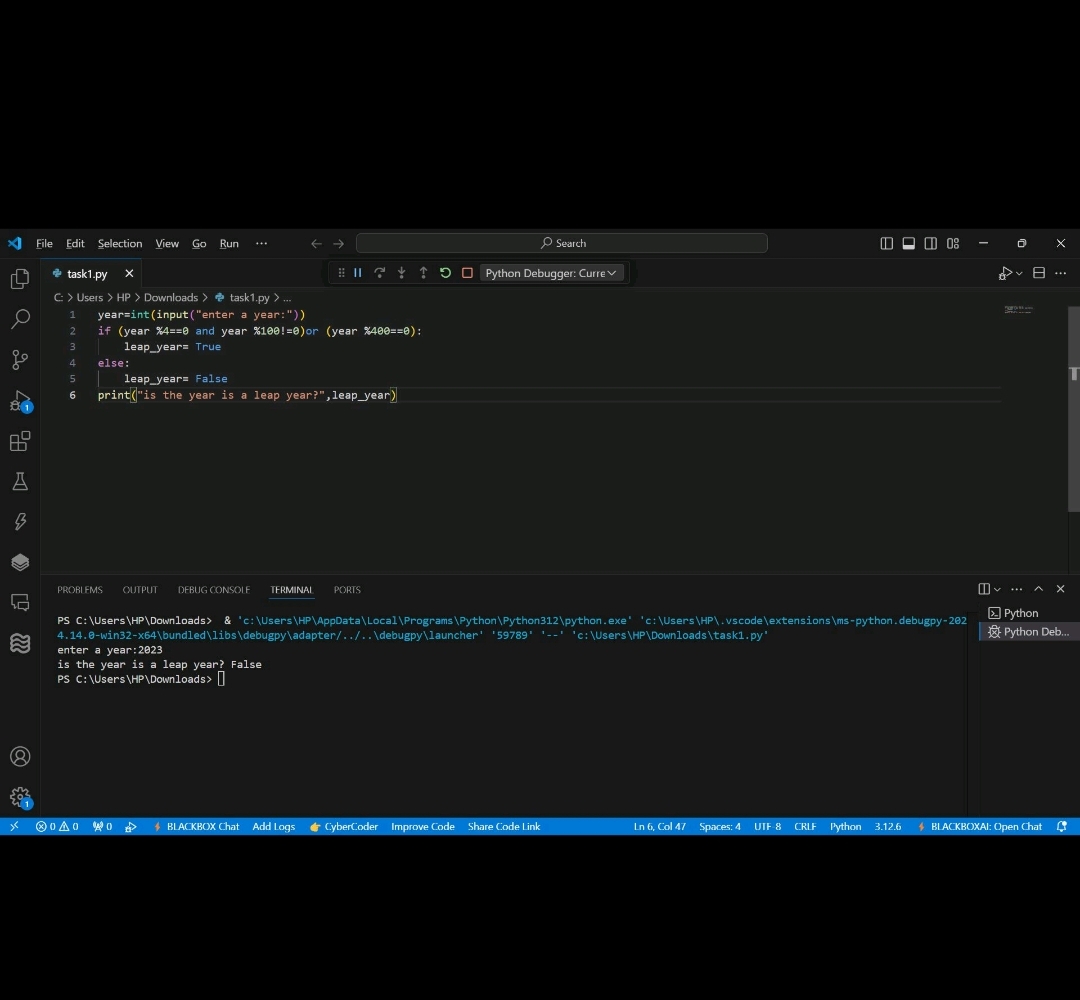 File Edit Selection View Go Run ··· Search
task1.py Python Debugger: Curre
C: > Users > HP > Downloads > task1.py > ...
1 year=int(input("enter a year:"))
2 if (year %4==0 and year %100!=0)or (year %400==0):
3 leap_year= True
4 else:
5 leap_year= False
6 print("is the year is a leap year?",leap_year)
PROBLEMS OUTPUT DEBUG CONSOLE TERMINAL PORTS
PS C:\Users\HP\Downloads> & 'c:\Users\HP\AppData\Local\Programs\Python\Python312\python.exe' 'c:\Users\HP\.vscode\extensions\ms-python.debugpy-202
4.14.0-win32-x64\bundled\libs\debugpy\adapter/../..\debugpy\launcher' '59789' '--' 'c:\Users\HP\Downloads\task1.py'
enter a year:2023
is the year is a leap year? False
PS C:\Users\HP\Downloads>
Python
Python Deb...
1
1
0 0 0 BLACKBOX Chat Add Logs CyberCoder Improve Code Share Code Link Ln 6, Col 47 Spaces: 4 UTF-8 CRLF Python 3.12.6 BLACKBOXAI: Open Chat